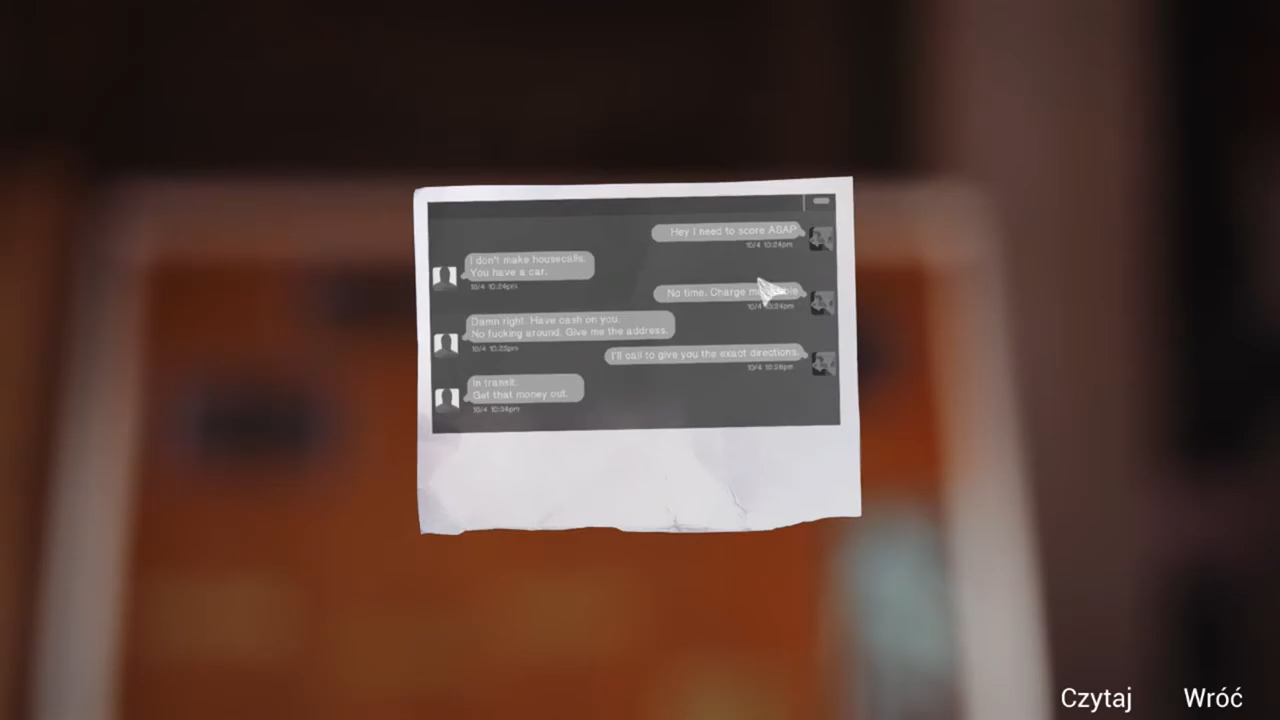 Hey I need to score ASAP
10/4 10:24pm
I don't make housecalls.
You have a car.
10/4 10:24pm
No time. Charge me
10/4 10:24pm
Damn right. Have cash on you.
No fucking around. Give me the address.
10/4 10:25pm
I'll call to give you the exact directions.
10/4 10:28pm
In transit.
Get that money out.
10/4 10:34pm
Czytaj
Wróć